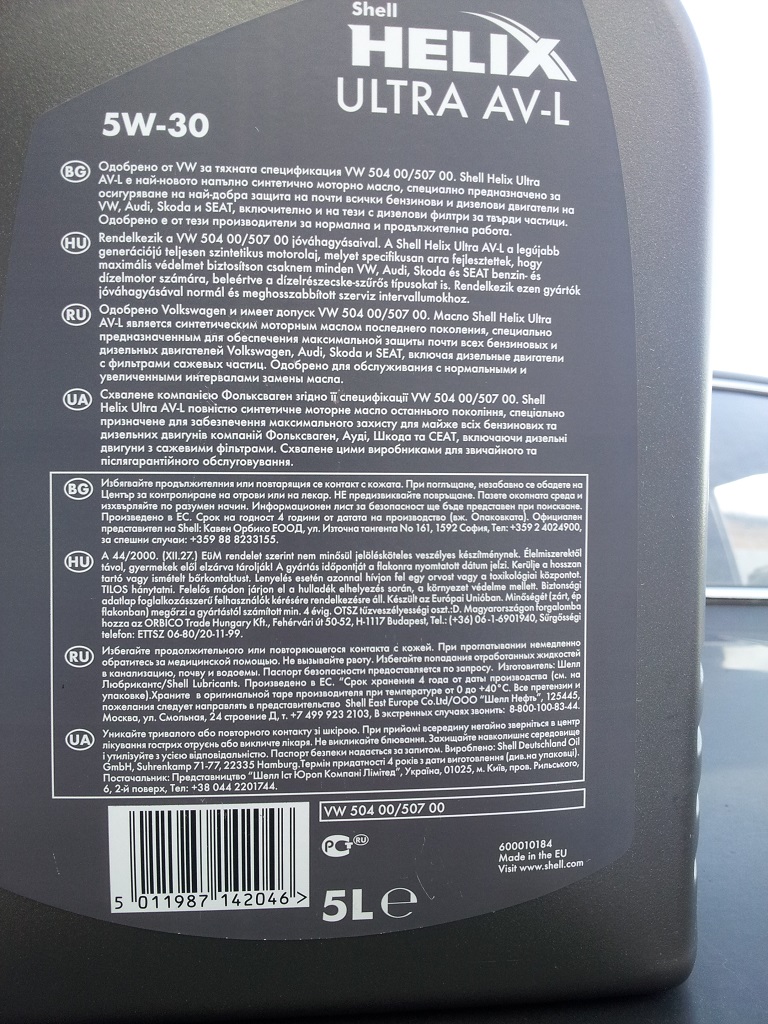 Shell
HELIX
ULTRA AV-L
5W-30
BG Одобрено от VW за тяхната спецификация VW 504 00/507 00. Shell Helix Ultra
AV-L е най-новото напълно синтетично моторно масло, специално предназначено за
осигуряване на най-добра защита на почти всички бензинови и дизелови двигатели на
VW, Audi, Skoda и SEAT, включително и на тези с дизелови филтри за твърди частици.
Одобрено е от тези производители за нормална и продължителна работа.
HU Rendelkezik a VW 504 00/507 00 jóváhagyásaival. A Shell Helix Ultra AV-L a legújabb
generációjú teljesen szintetikus motorolaj, melyet specifikusan arra fejlesztettek, hogy
maximális védelmet biztosítson csaknem minden VW, Audi, Skoda és SEAT benzin- és
dízelmotor számára, beleértve a dízelrészecske-szűrős típusokat is. Rendelkezik ezen gyártók
jóváhagyásával normál és meghosszabbított szerviz intervallumokhoz.
RU Одобрено Volkswagen и имеет допуск VW 504 00/507 00. Масло Shell Helix Ultra
AV-L является синтетическим моторным маслом последнего поколения, специально
предназначенным для обеспечения максимальной защиты почти всех бензиновых и
дизельных двигателей Volkswagen, Audi, Skoda и SEAT, включая дизельные двигатели
с фильтрами сажевых частиц. Одобрено для обслуживания с нормальными и
увеличенными интервалами замены масла.
UA Схвалене компанією Фольксваген згідно її специфікації VW 504 00/507 00. Shell
Helix Ultra AV-L повністю синтетичне моторне масло останнього покоління, спеціально
призначене для забезпечення максимального захисту для майже всіх бензинових та
дизельних двигунів компаній Фольксваген, Ауді, Шкода та СЕАТ, включаючи дизельні
двигуни з сажевими фільтрами. Схвалене цими виробниками для звичайного та
післягарантійного обслуговування.
BG Избягвайте продължителния или повтарящия се контакт с кожата. При поглъщане, незабавно се обадете на
Център за контролиране на отрови или на лекар. НЕ предизвиквайте повръщане. Пазете околната среда и
изхвърляйте по разумен начин. Информационен лист за безопасност ще бъде представен при поискване.
Произведено в ЕС. Срок на годност 4 години от датата на производство (вж. Опаковката). Официален
представител на Shell: Кавен Орбико ЕООД, ул. Източна тангента No 161, 1592 София, Тел: +359 2 4024900,
за спешни случаи: +359 88 8233155.
HU A 44/2000. (XII.27.) EüM rendelet szerint nem minősül jelölésköteles veszélyes készítménynek. Élelmiszerektől
távol, gyermekek elől elzárva tároljuk! A gyártás időpontját a flakonra nyomtatott dátum jelzi. Kerülje a hosszan
tartó vagy ismételt bőrkontaktust. Lenyelés esetén azonnal hívjon fel egy orvost vagy a toxikológiai központot.
TILOS hánytatni. Felelős módon járjon el a hulladék elhelyezés során, a környezet védelme mellett. Biztonsági
adatlap foglalkozásszerű felhasználók kérésére rendelkezésre áll. Készült az Európai Unióban. Minőségét (zárt, ép
flakonban) megőrzi a gyártástól számított min. 4 évig. OTSZ tűzveszélyességi oszt.:D. Magyarországon forgalomba
hozza az ORBICO Trade Hungary Kft., Fehérvári út 50-52, H-1117 Budapest, Tel.: (+36) 06-1-6901940, Sürgősségi
telefon: ETTSZ 06-80/20-11-99.
RU Избегайте продолжительного или повторяющегося контакта с кожей. При проглатывании немедленно
обратитесь за медицинской помощью. Не вызывайте рвоту. Избегайте попадания отработанных жидкостей
в канализацию, почву и водоемы. Паспорт безопасности предоставляется по запросу. Изготовитель: Шелл
Любрикантс/Shell Lubricants. Произведено в ЕС. "Срок хранения 4 года от даты производства (см. на
упаковке).Храните в оригинальной таре производителя при температуре от 0 до +40°С. Все претензии и
пожелания следует направлять в представительство Shell East Europe Co.Ltd/ООО "Шелл Нефть", 125445,
Москва, ул. Смольная, 24 строение Д, т. +7 499 923 2103, В экстренных случаях звонить: 8-800-100-83-44.
UA Уникайте тривалого або повторного контакту зі шкірою. При прийомі всередину негайно зверніться в центр
лікування гострих отруєнь або викличте лікаря. Не викликайте блювання. Захищайте навколишнє середовище
і утилізуйте з усією відповідальністю. Паспорт безпеки надається за запитом. Вироблено: Shell Deutschland Oil
GmbH, Suhrenkamp 71-77, 22335 Hamburg.Термін придатності 4 років з дати виготовлення (див.на упаковці).
Постачальник: Представництво "Шелл Іст Юроп Компані Лімітед", Україна, 01025, м. Київ, пров. Рильського,
6, 2-й поверх, Тел: +38 044 2201744.
VW 504 00/507 00
РСТ RU
600010184
Made in the EU
Visit www.shell.com
5 011987 142046 >
5L e